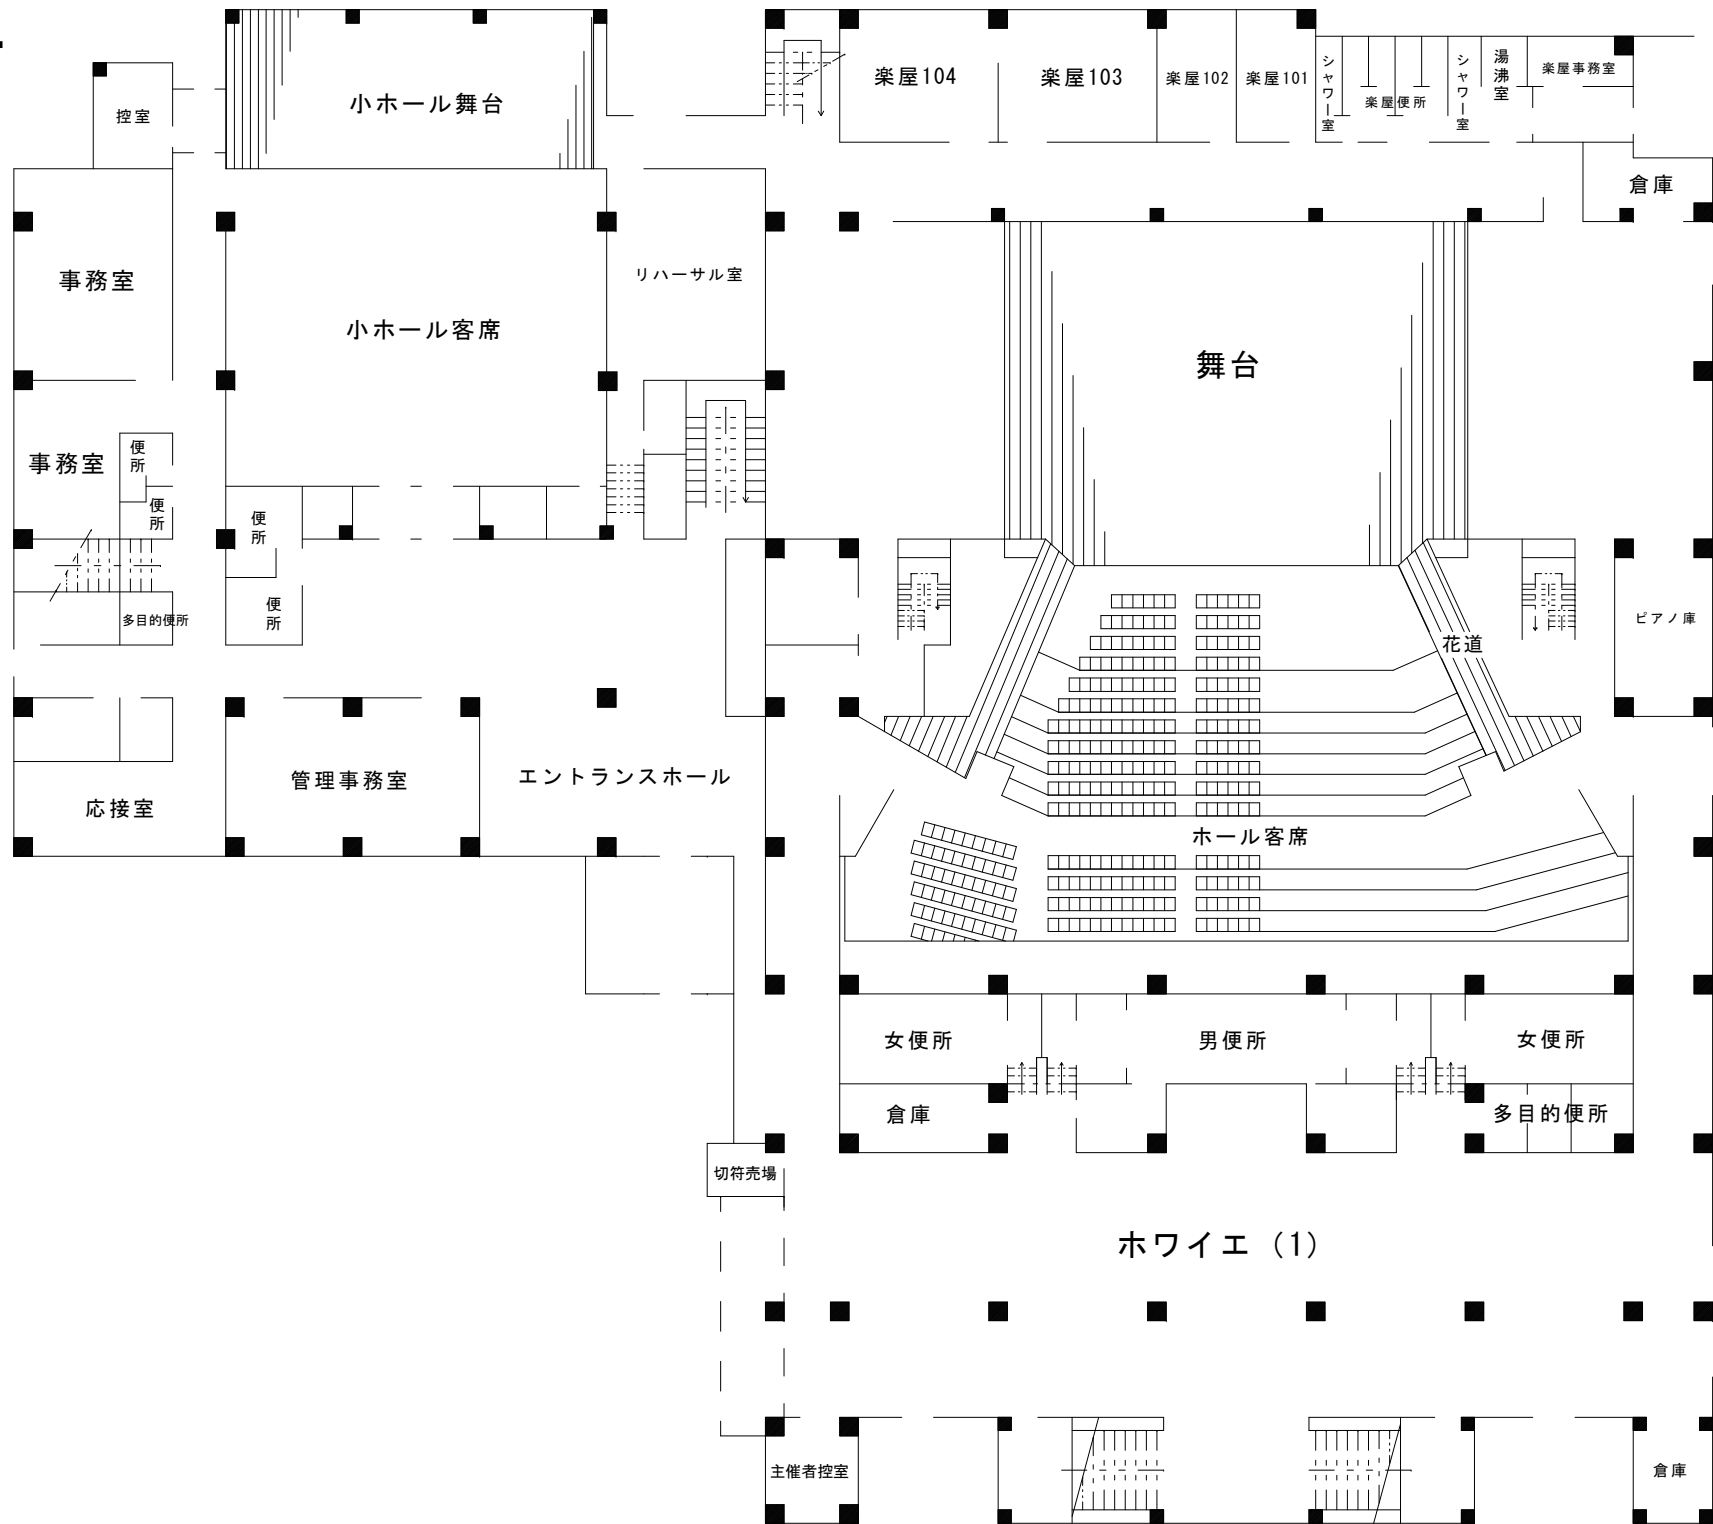 楽屋104
楽屋103
楽屋102
楽屋101
シャワー室
楽屋便所
シャワー室
湯沸室
楽屋事務室
控室
小ホール舞台
倉庫
事務室
小ホール客席
リハーサル室
舞台
事務室
便所
便所
便所
便所
多目的便所
花道
ピアノ庫
応接室
管理事務室
エントランスホール
ホール客席
女便所
男便所
女便所
倉庫
多目的便所
切符売場
ホワイエ（1）
主催者控室
倉庫